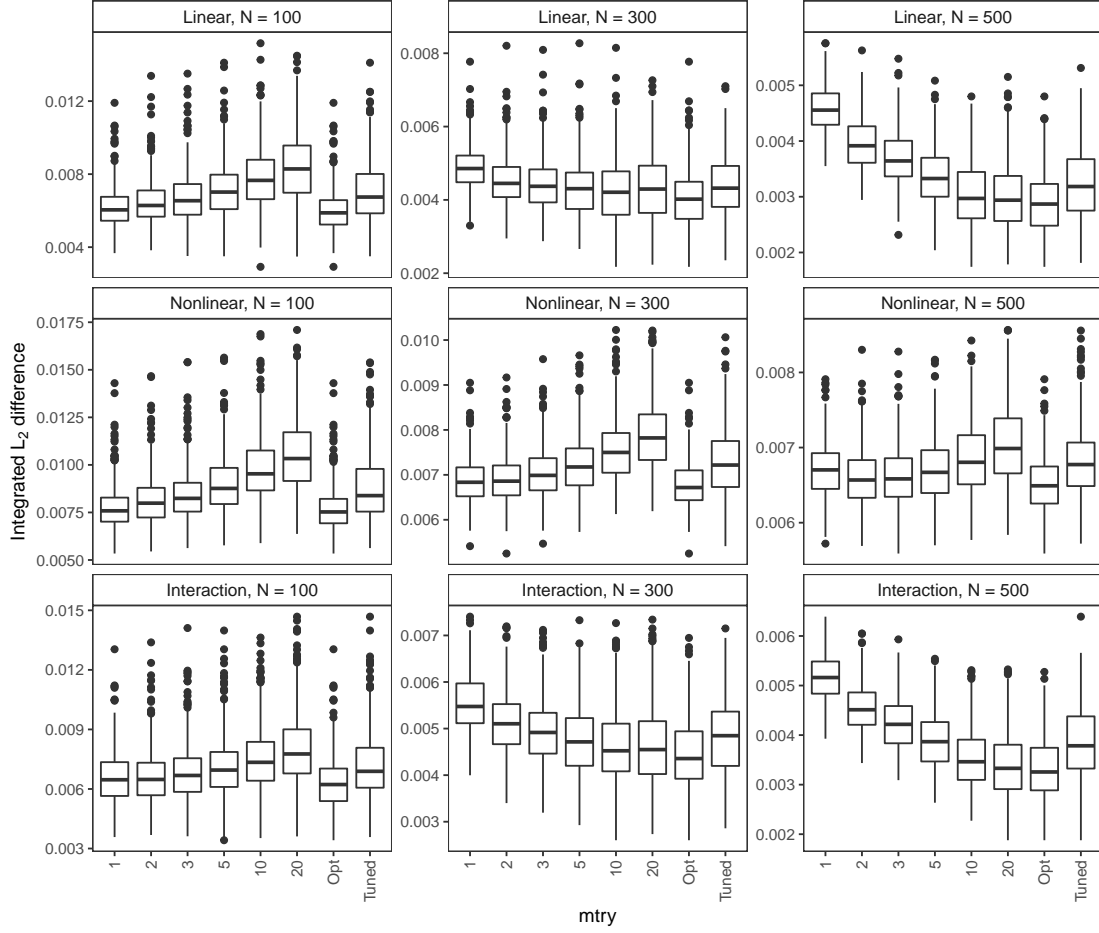 Linear, N = 100
Linear, N = 300
Linear, N = 500
0.012
0.008
0.004
0.008
0.006
0.004
0.002
0.005
0.004
0.003
0.002
Nonlinear, N = 100
Nonlinear, N = 300
Nonlinear, N = 500
0.0175
0.0150
0.0125
0.0100
0.0075
0.0050
0.010
0.009
0.008
0.007
0.006
0.008
0.007
0.006
Integrated L₂ difference
Interaction, N = 100
Interaction, N = 300
Interaction, N = 500
0.015
0.012
0.009
0.006
0.003
0.007
0.006
0.005
0.004
0.003
0.006
0.005
0.004
0.003
0.002
1 2 3 5 10 20 Opt Tuned
1 2 3 5 10 20 Opt Tuned
1 2 3 5 10 20 Opt Tuned
mtry